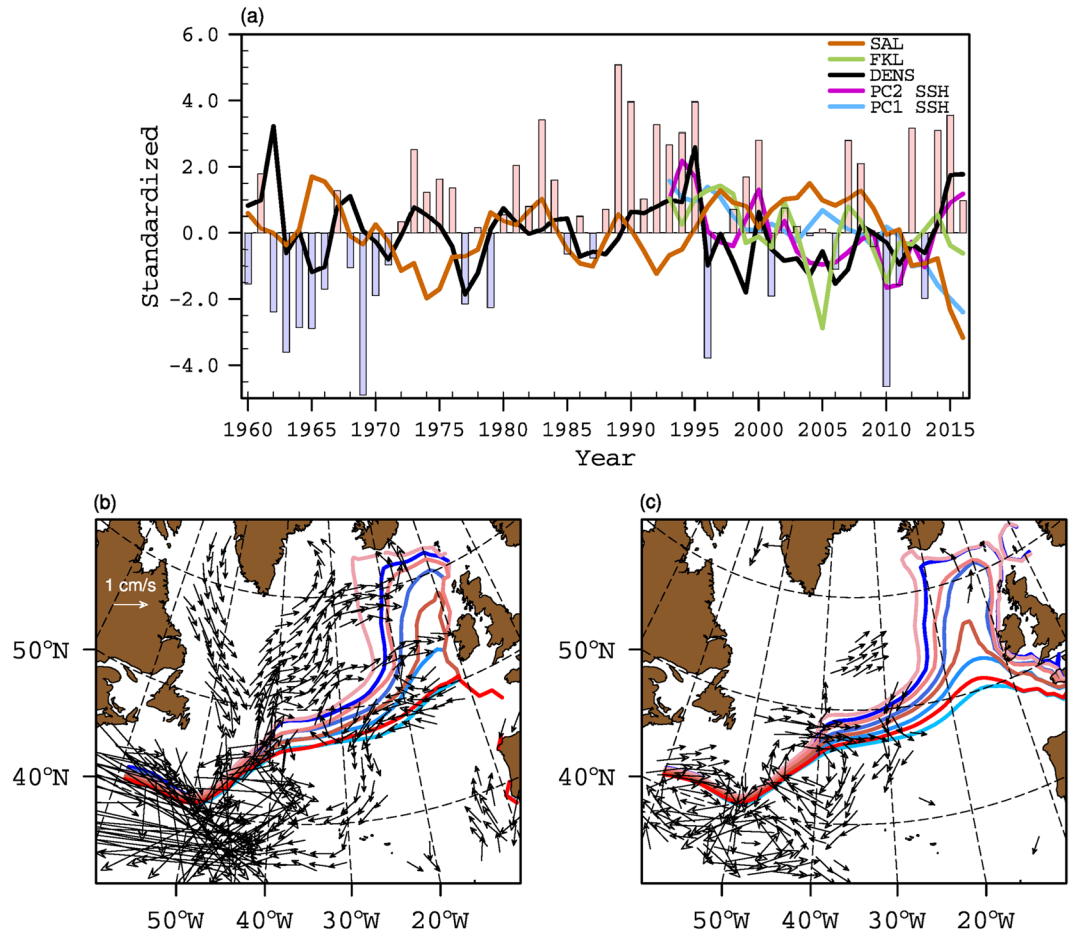 (a)
6.0
4.0
2.0
0.0
-2.0
-4.0
Standardized
SAL
FKL
DENS
PC2 SSH
PC1 SSH
1960 1965 1970 1975 1980 1985 1990 1995 2000 2005 2010 2015
Year
(b)
(c)
1 cm/s
50°N
40°N
50°W 40°W 30°W 20°W
50°N
40°N
50°W 40°W 30°W 20°W